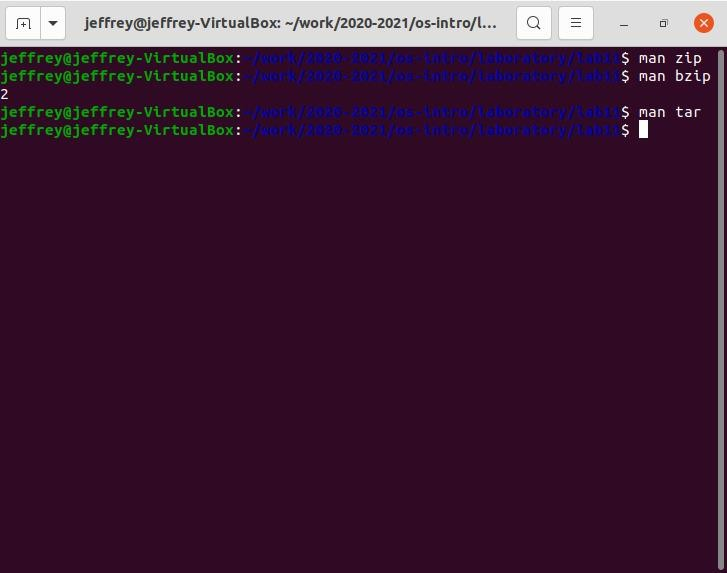 jeffrey@jeffrey-VirtualBox: ~/work/2020-2021/os-intro/l...
jeffrey@jeffrey-VirtualBox:~/work/2020-2021/os-intro/laboratory/lab11$ man zip
jeffrey@jeffrey-VirtualBox:~/work/2020-2021/os-intro/laboratory/lab11$ man bzip
2
jeffrey@jeffrey-VirtualBox:~/work/2020-2021/os-intro/laboratory/lab11$ man tar
jeffrey@jeffrey-VirtualBox:~/work/2020-2021/os-intro/laboratory/lab11$